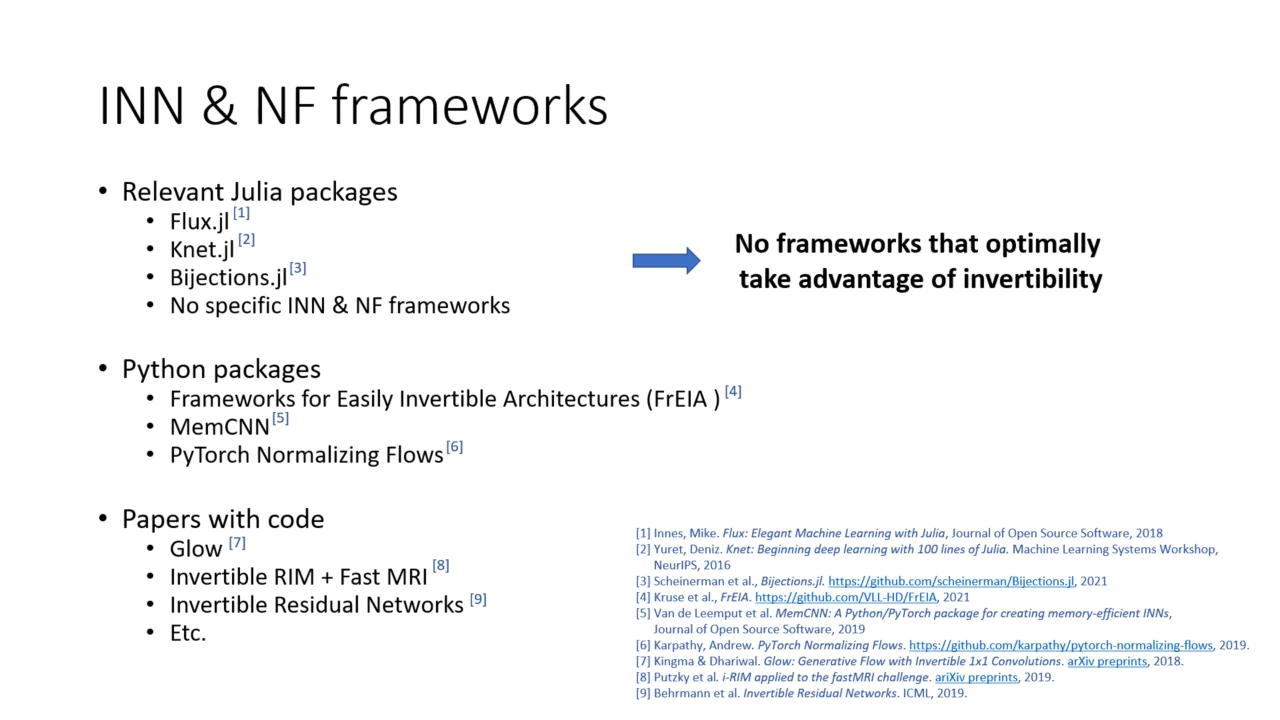 INN & NF frameworks
• Relevant Julia packages
• Flux.jl [1]
• Knet.jl [2]
• Bijections.jl [3]
• No specific INN & NF frameworks
No frameworks that optimally
take advantage of invertibility
• Python packages
• Frameworks for Easily Invertible Architectures (FrEIA ) [4]
• MemCNN [5]
• PyTorch Normalizing Flows [6]
• Papers with code
• Glow [7]
• Invertible RIM + Fast MRI [8]
• Invertible Residual Networks [9]
• Etc.
[1] Innes, Mike. Flux: Elegant Machine Learning with Julia, Journal of Open Source Software, 2018
[2] Yuret, Deniz. Knet: Beginning deep learning with 100 lines of Julia. Machine Learning Systems Workshop,
NeurIPS, 2016
[3] Scheinerman et al., Bijections.jl. https://github.com/scheinerman/Bijections.jl, 2021
[4] Kruse et al., FrEIA. https://github.com/VLL-HD/FrEIA, 2021
[5] Van de Leemput et al. MemCNN: A Python/PyTorch package for creating memory-efficient INNs,
Journal of Open Source Software, 2019
[6] Karpathy, Andrew. PyTorch Normalizing Flows. https://github.com/karpathy/pytorch-normalizing-flows, 2019.
[7] Kingma & Dhariwal. Glow: Generative Flow with Invertible 1x1 Convolutions. arXiv preprints, 2018.
[8] Putzky et al. i-RIM applied to the fastMRI challenge. ariXiv preprints, 2019.
[9] Behrmann et al. Invertible Residual Networks. ICML, 2019.